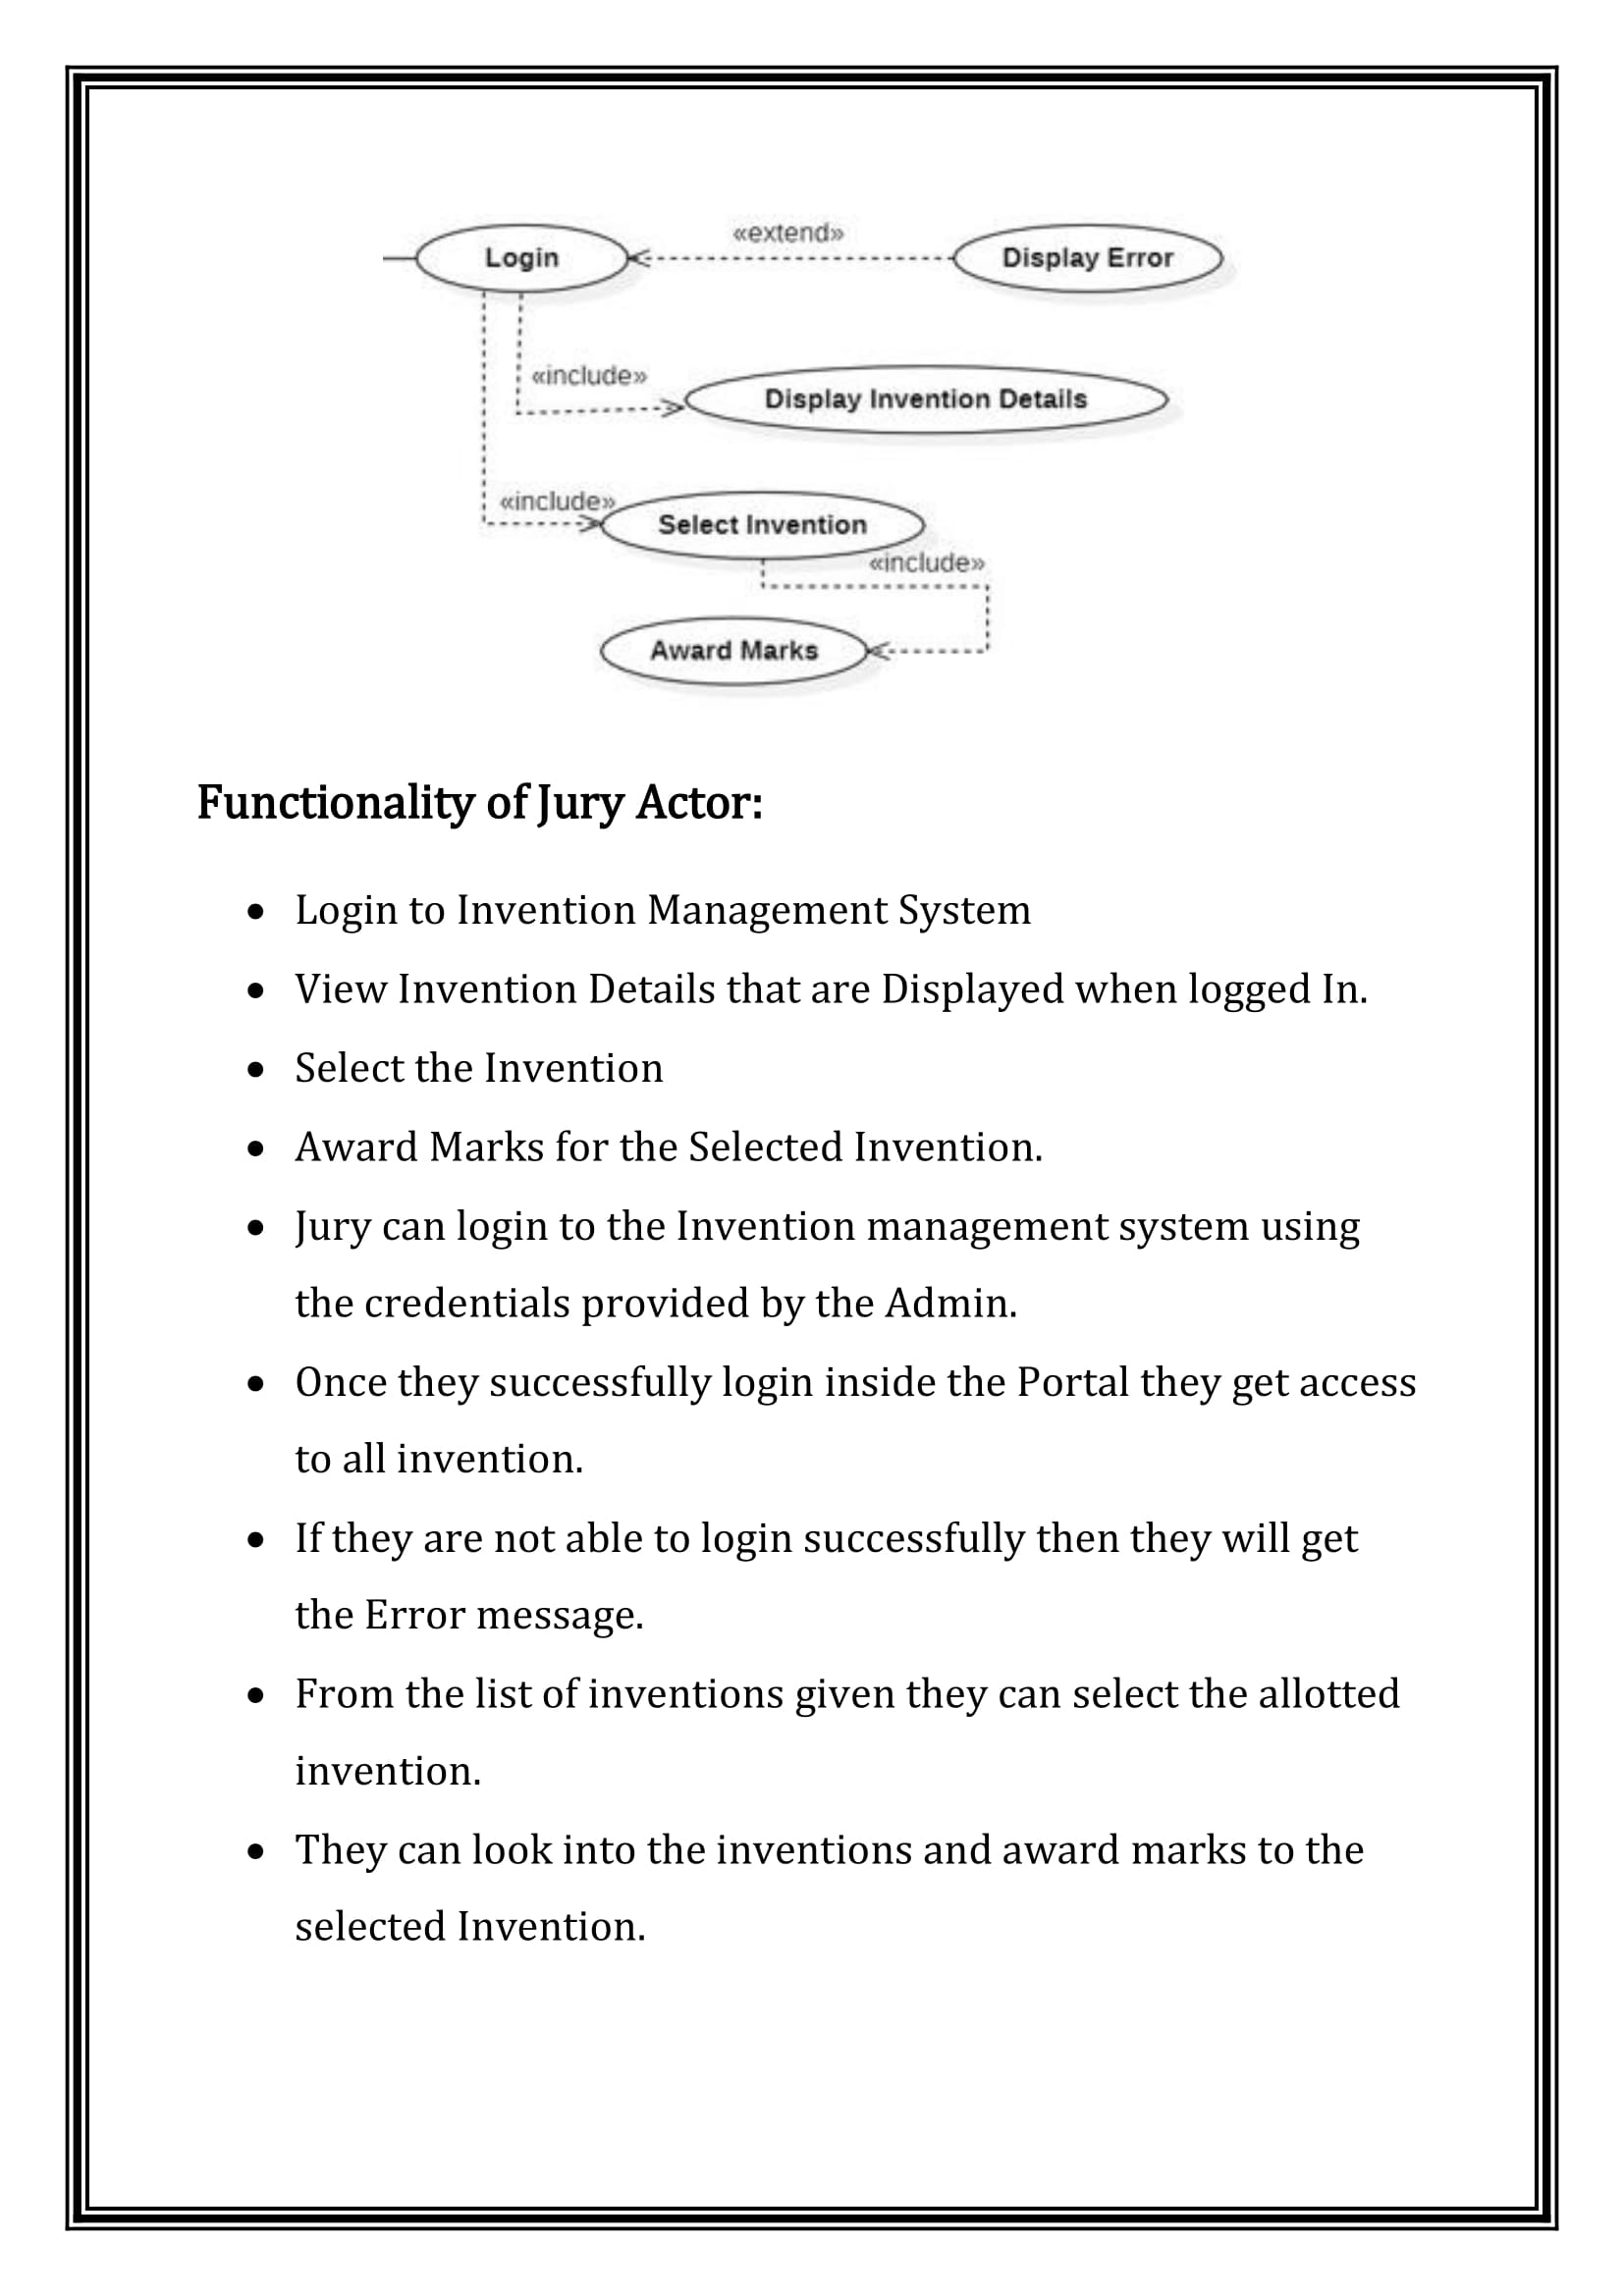 Login
«extend»
Display Error
«include»
Display Invention Details
«include»
Select Invention
«include»
Award Marks
Functionality of Jury Actor:
• Login to Invention Management System
• View Invention Details that are Displayed when logged In.
• Select the Invention
• Award Marks for the Selected Invention.
• Jury can login to the Invention management system using
the credentials provided by the Admin.
• Once they successfully login inside the Portal they get access
to all invention.
• If they are not able to login successfully then they will get
the Error message.
• From the list of inventions given they can select the allotted
invention.
• They can look into the inventions and award marks to the
selected Invention.